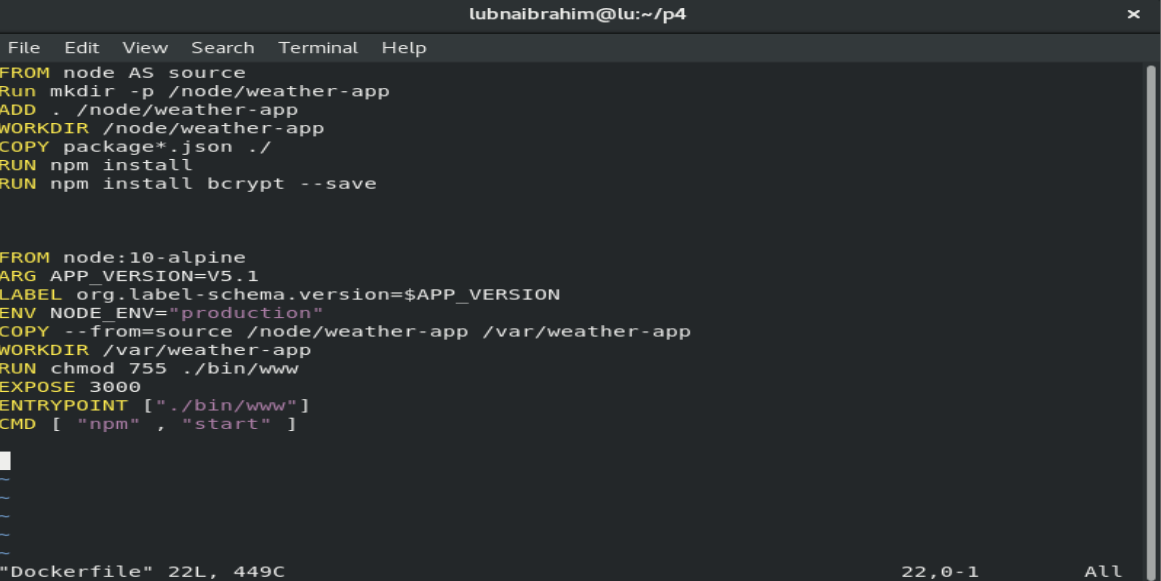 lubnaibrahim@lu:~/p4 ×
File Edit View Search Terminal Help
FROM node AS source
Run mkdir -p /node/weather-app
ADD . /node/weather-app
WORKDIR /node/weather-app
COPY package*.json ./
RUN npm install
RUN npm install bcrypt --save
FROM node:10-alpine
ARG APP_VERSION=V5.1
LABEL org.label-schema.version=$APP_VERSION
ENV NODE_ENV="production"
COPY --from=source /node/weather-app /var/weather-app
WORKDIR /var/weather-app
RUN chmod 755 ./bin/www
EXPOSE 3000
ENTRYPOINT ["./bin/www"]
CMD [ "npm" , "start" ]
~
~
~
~
~
"Dockerfile" 22L, 449C 22,0-1 All